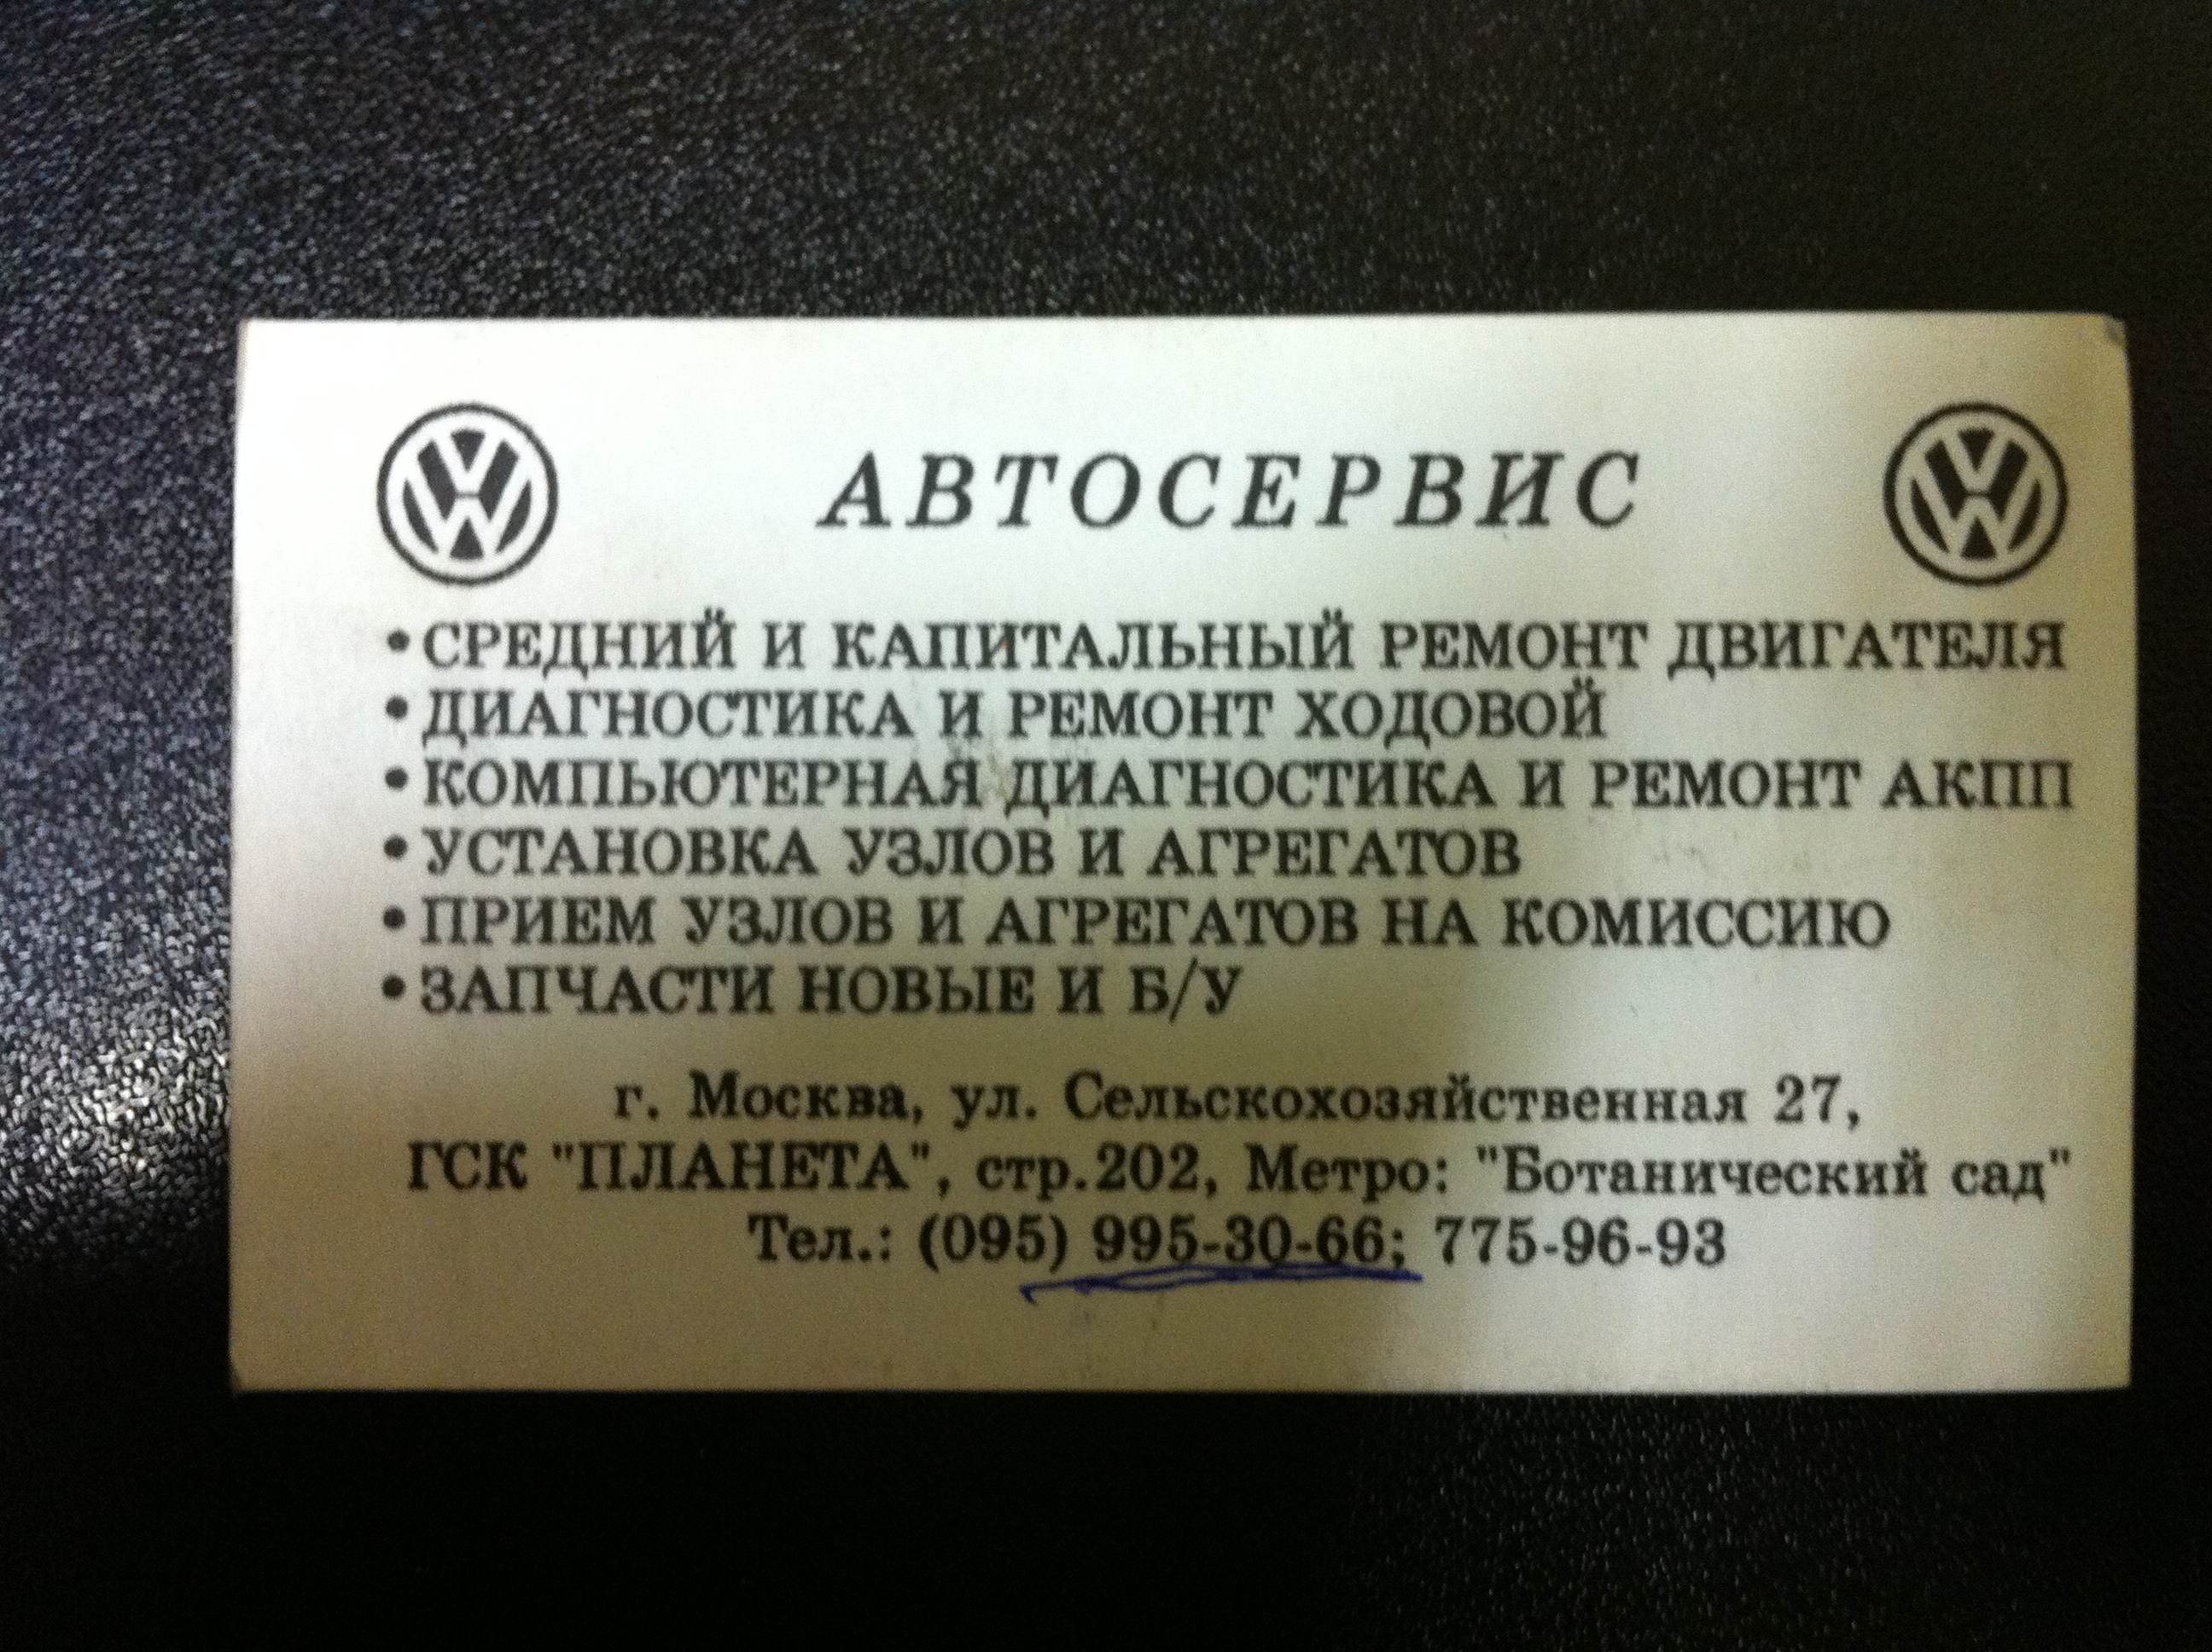 АВТОСЕРВИС
•СРЕДНИЙ И КАПИТАЛЬНЫЙ РЕМОНТ ДВИГАТЕЛЯ
•ДИАГНОСТИКА И РЕМОНТ ХОДОВОЙ
•КОМПЬЮТЕРНАЯ ДИАГНОСТИКА И РЕМОНТ АКПП
•УСТАНОВКА УЗЛОВ И АГРЕГАТОВ
•ПРИЕМ УЗЛОВ И АГРЕГАТОВ НА КОМИССИЮ
•ЗАПЧАСТИ НОВЫЕ И Б/У
г. Москва, ул. Сельскохозяйственная 27,
ГСК "ПЛАНЕТА", стр.202, Метро: "Ботанический сад"
Тел.: (095) 995-30-66; 775-96-93